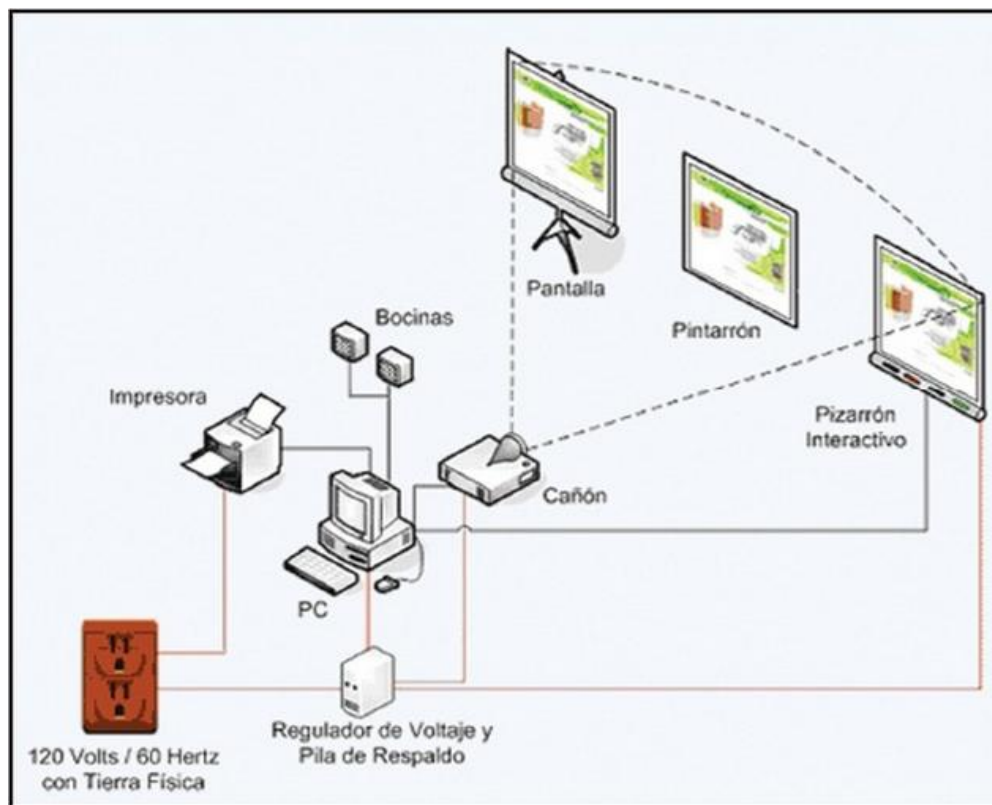 Pantalla
Pintarrón
Pizarrón
Interactivo
Bocinas
Impresora
Cañón
PC
Regulador de Voltaje y
Pila de Respaldo
120 Volts / 60 Hertz
con Tierra Física